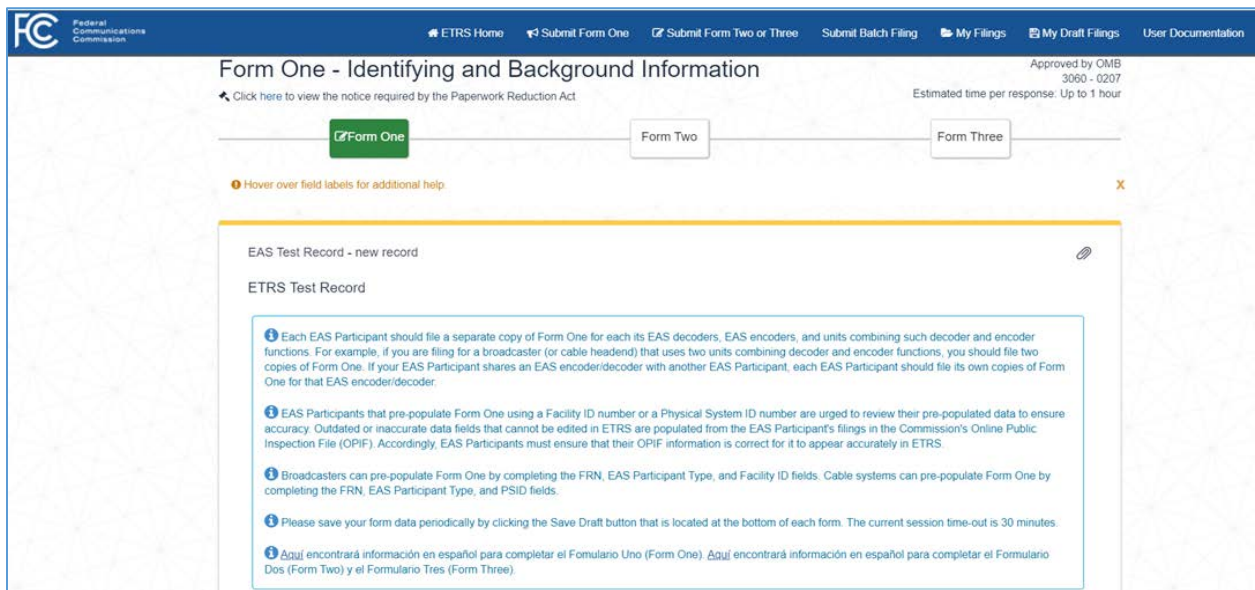 FCC
Federal
Communications
Commission
ETRS Home Submit Form One Submit Form Two or Three Submit Batch Filing My Filings My Draft Filings User Documentation
Form One - Identifying and Background Information
Approved by OMB
3060 - 0207
Click here to view the notice required by the Paperwork Reduction Act
Estimated time per response: Up to 1 hour
Form One Form Two Form Three
Hover over field labels for additional help. X
EAS Test Record - new record
ETRS Test Record
Each EAS Participant should file a separate copy of Form One for each its EAS decoders, EAS encoders, and units combining such decoder and encoder
functions. For example, if you are filing for a broadcaster (or cable headend) that uses two units combining decoder and encoder functions, you should file two
copies of Form One. If your EAS Participant shares an EAS encoder/decoder with another EAS Participant, each EAS Participant should file its own copies of Form
One for that EAS encoder/decoder.
EAS Participants that pre-populate Form One using a Facility ID number or a Physical System ID number are urged to review their pre-populated data to ensure
accuracy. Outdated or inaccurate data fields that cannot be edited in ETRS are populated from the EAS Participant's filings in the Commission's Online Public
Inspection File (OPIF). Accordingly, EAS Participants must ensure that their OPIF information is correct for it to appear accurately in ETRS.
Broadcasters can pre-populate Form One by completing the FRN, EAS Participant Type, and Facility ID fields. Cable systems can pre-populate Form One by
completing the FRN, EAS Participant Type, and PSID fields.
Please save your form data periodically by clicking the Save Draft button that is located at the bottom of each form. The current session time-out is 30 minutes.
Aquí encontrará información en español para completar el Fomulario Uno (Form One). Aquí encontrará información en español para completar el Formulario
Dos (Form Two) y el Formulario Tres (Form Three).